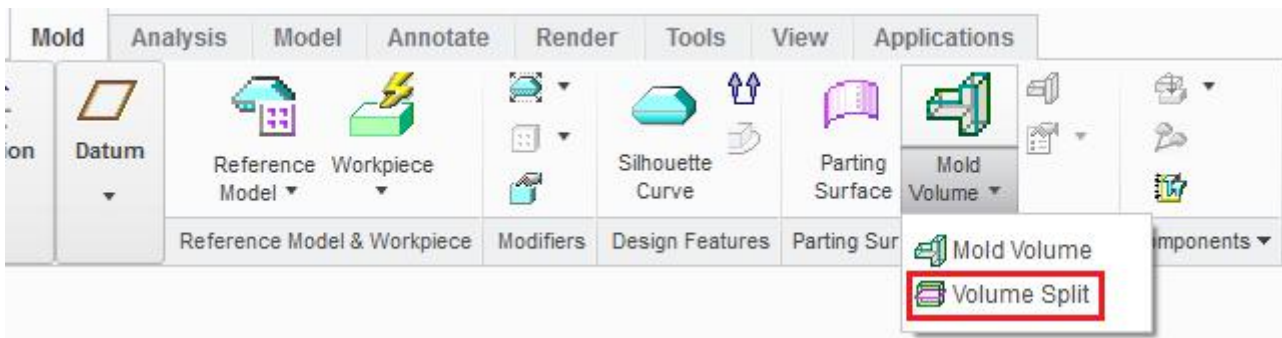 Mold Analysis Model Annotate Render Tools View Applications
ion
Datum
Reference
Model
Workpiece
Silhouette
Curve
Parting
Surface
Mold
Volume
Reference Model & Workpiece Modifiers Design Features Parting Sur mponents
Mold Volume
Volume Split